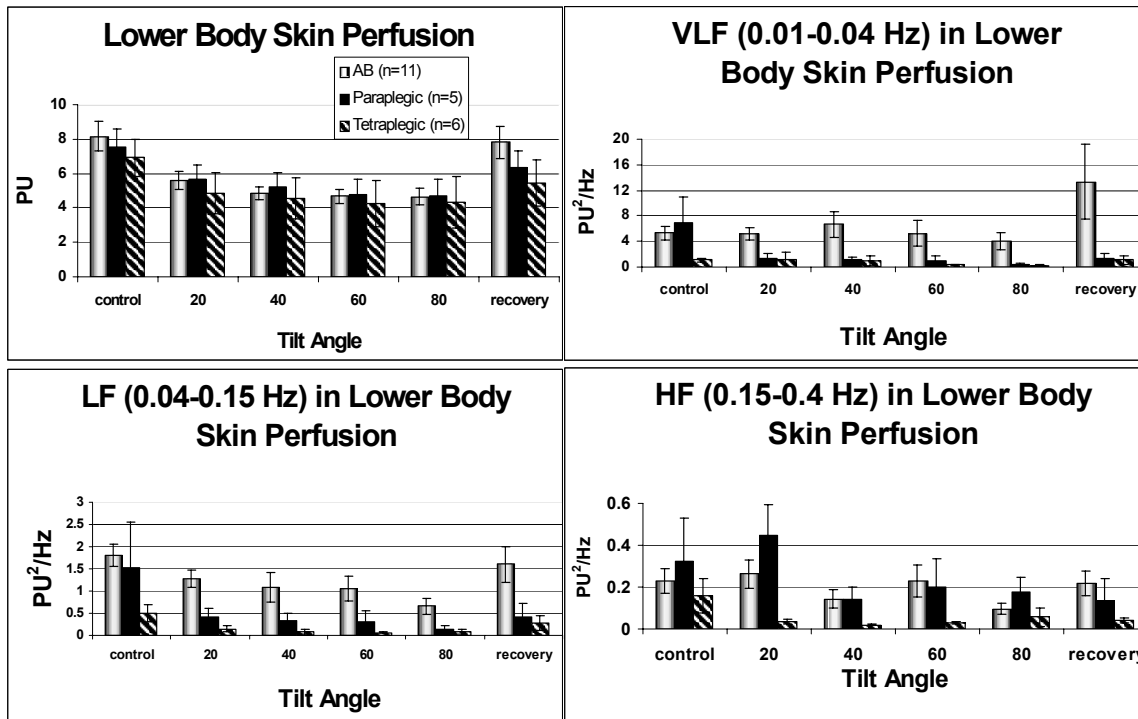 Lower Body Skin Perfusion
AB (n=11)
Paraplegic (n=5)
Tetraplegic (n=6)
PU
10
8
6
4
2
0
control 20 40 60 80 recovery
Tilt Angle
VLF (0.01-0.04 Hz) in Lower
Body Skin Perfusion
PU²/Hz
20
16
12
8
4
0
control 20 40 60 80 recovery
Tilt Angle
LF (0.04-0.15 Hz) in Lower Body
Skin Perfusion
PU²/Hz
3
2.5
2
1.5
1
0.5
0
control 20 40 60 80 recovery
Tilt Angle
HF (0.15-0.4 Hz) in Lower Body
Skin Perfusion
PU²/Hz
0.6
0.4
0.2
0
control 20 40 60 80 recovery
Tilt Angle